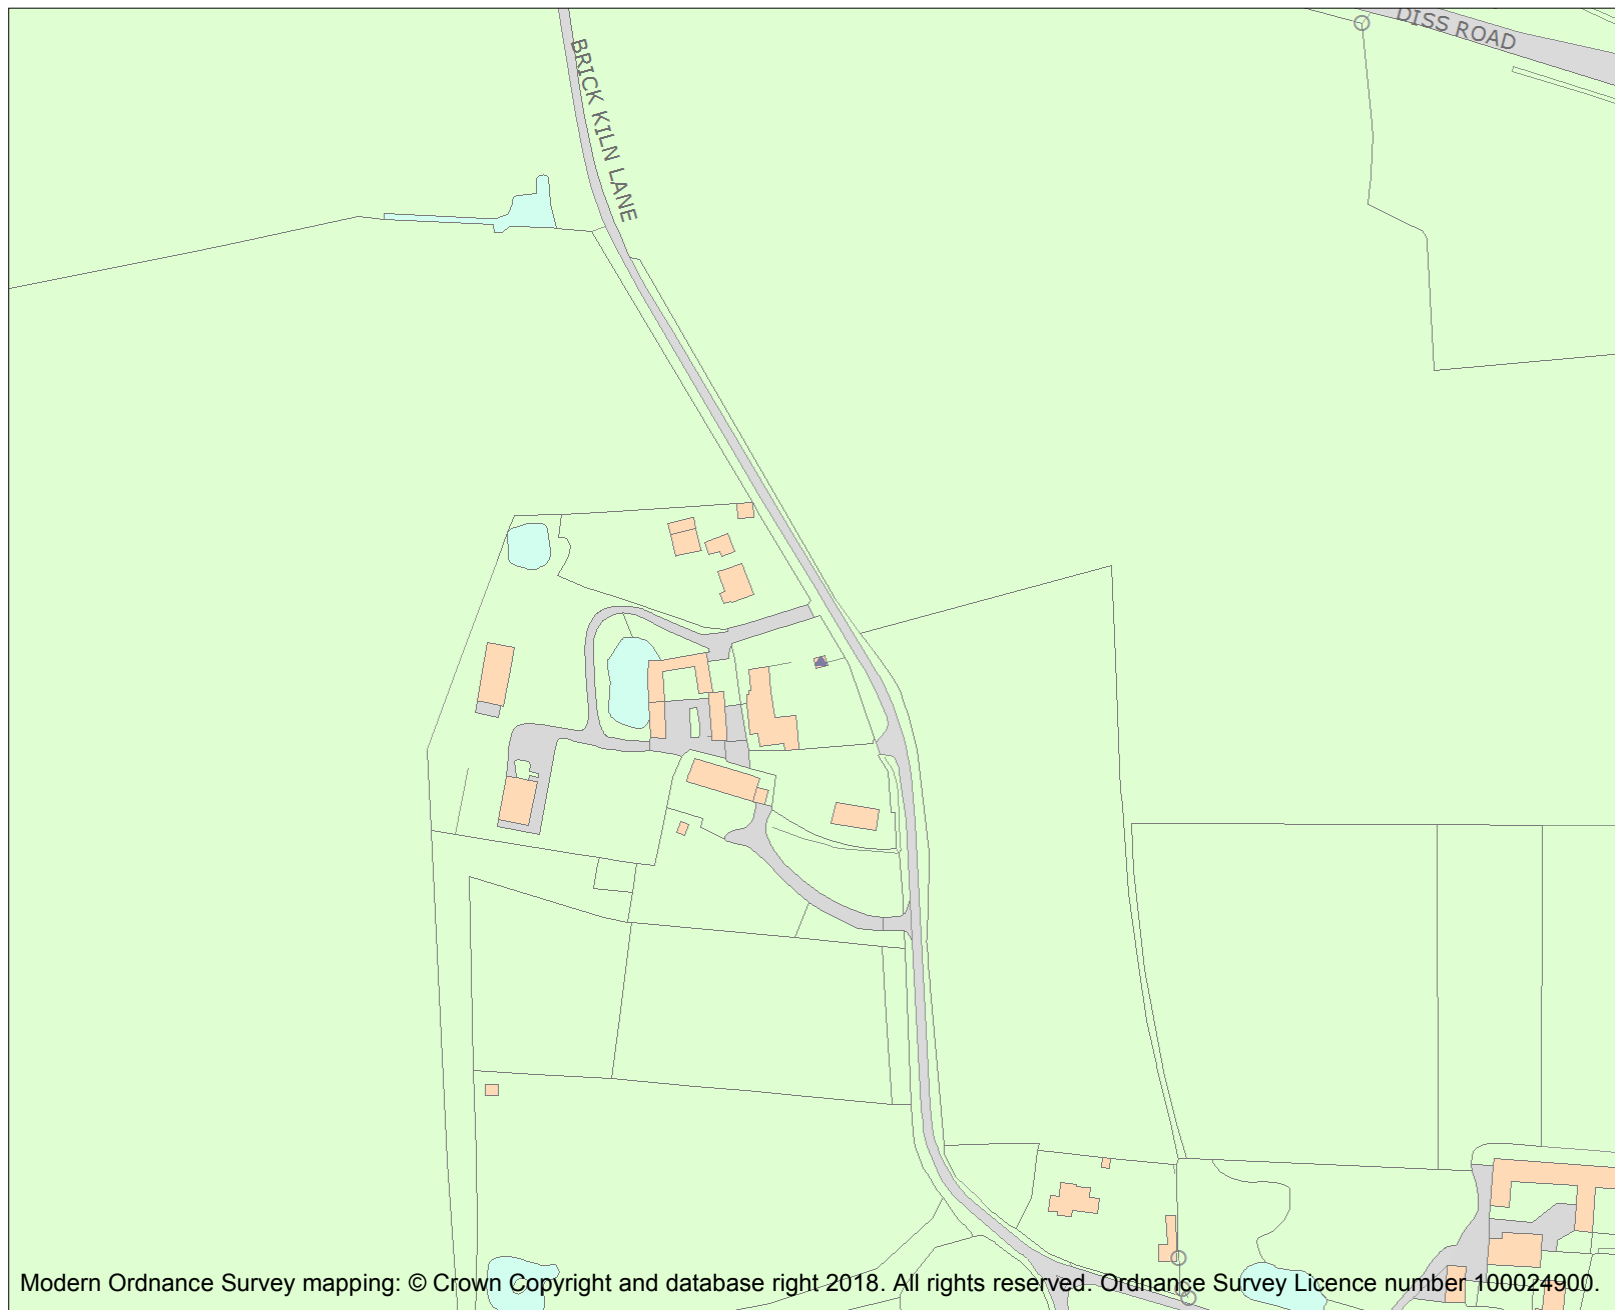 DISS ROAD
BRICK KILN LANE
Modern Ordnance Survey mapping: © Crown Copyright and database right 2018. All rights reserved. Ordnance Survey Licence number 100024900.